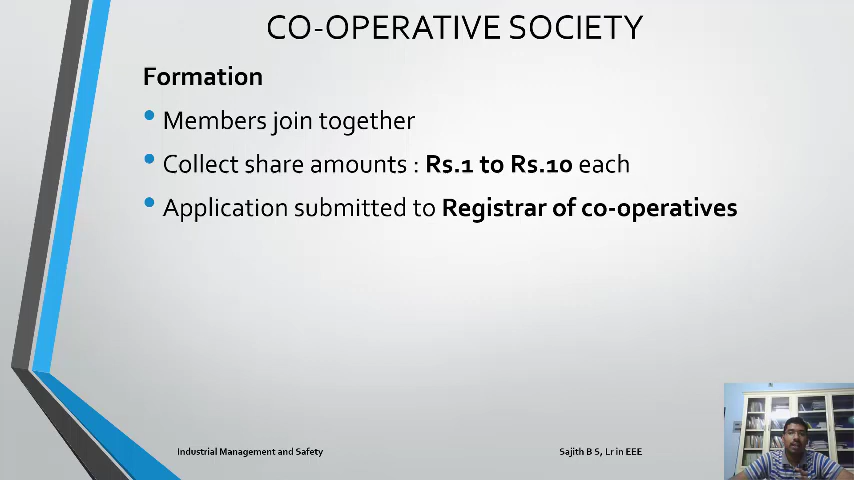 CO-OPERATIVE SOCIETY
Formation
Members join together
Collect share amounts : Rs.1 to Rs.10 each
Application submitted to Registrar of co-operatives
Industrial Management and Safety
Sajith B S, Lr in EEE